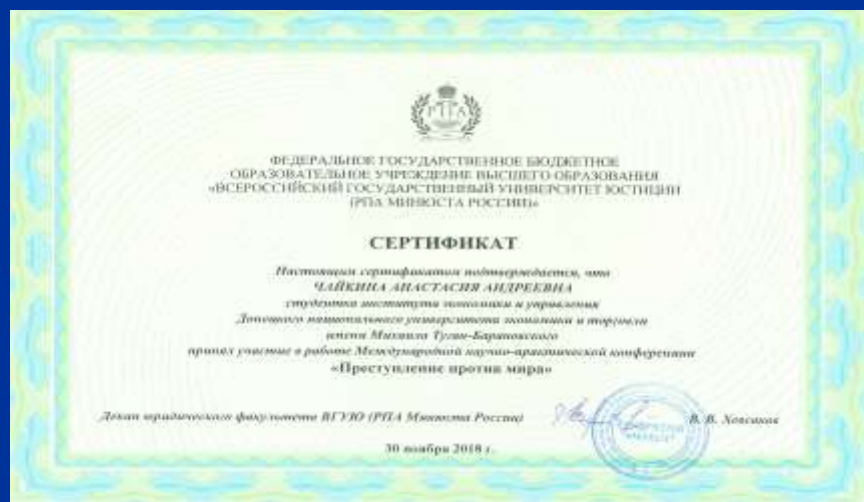 РПА
ФЕДЕРАЛЬНОЕ ГОСУДАРСТВЕННОЕ БЮДЖЕТНОЕ
ОБРАЗОВАТЕЛЬНОЕ УЧРЕЖДЕНИЕ ВЫСШЕГО ОБРАЗОВАНИЯ
«ВСЕРОССИЙСКИЙ ГОСУДАРСТВЕННЫЙ УНИВЕРСИТЕТ ЮСТИЦИИ
(РПА МИНЮСТА РОССИИ)»
СЕРТИФИКАТ
Настоящим сертификатом подтверждается, что
ЧАЙКИНА АНАСТАСИЯ АНДРЕЕВНА
студентка института экономики и управления
Донецкого национального университета экономики и торговли
имени Михаила Туган-Барановского
принял участие в работе Международной научно-практической конференции
«Преступление против мира»
Декан юридического факультета ВГУЮ (РПА Минюста России)
В. В.
30 ноября 2018 г.